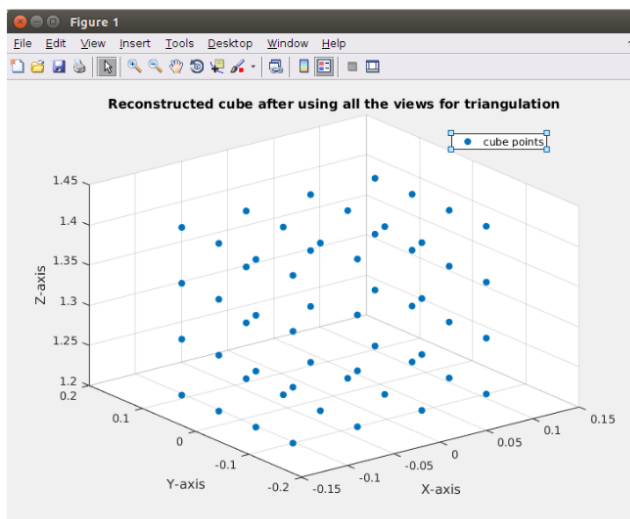 Figure 1
File Edit View Insert Tools Desktop Window Help
Reconstructed cube after using all the views for triangulation
cube points
1.45
1.4
1.35
1.3
1.25
1.2
Z-axis
0.2
0.1
0
-0.1
-0.2
Y-axis
-0.15
-0.1
-0.05
0
0.05
0.1
0.15
X-axis